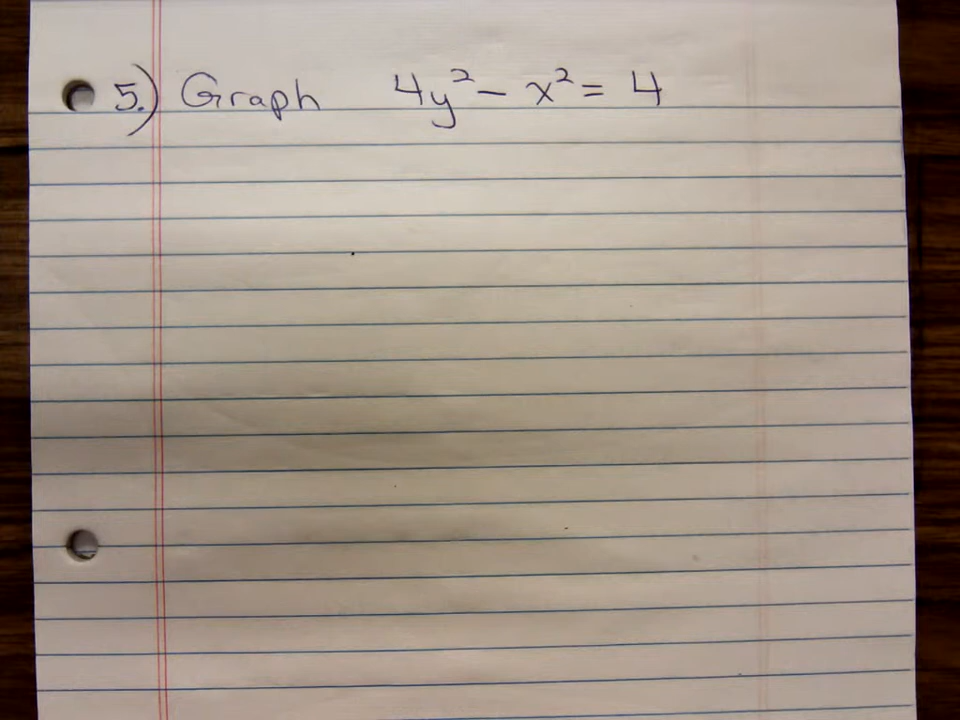 5.) Graph 4y² - x² = 4